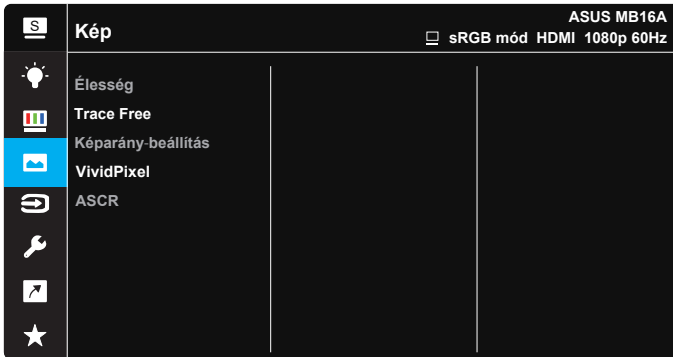 S
Kép
ASUS MB16A
sRGB mód HDMI 1080p 60Hz
Élesség
Trace Free
Képarány-beállítás
VividPixel
ASCR